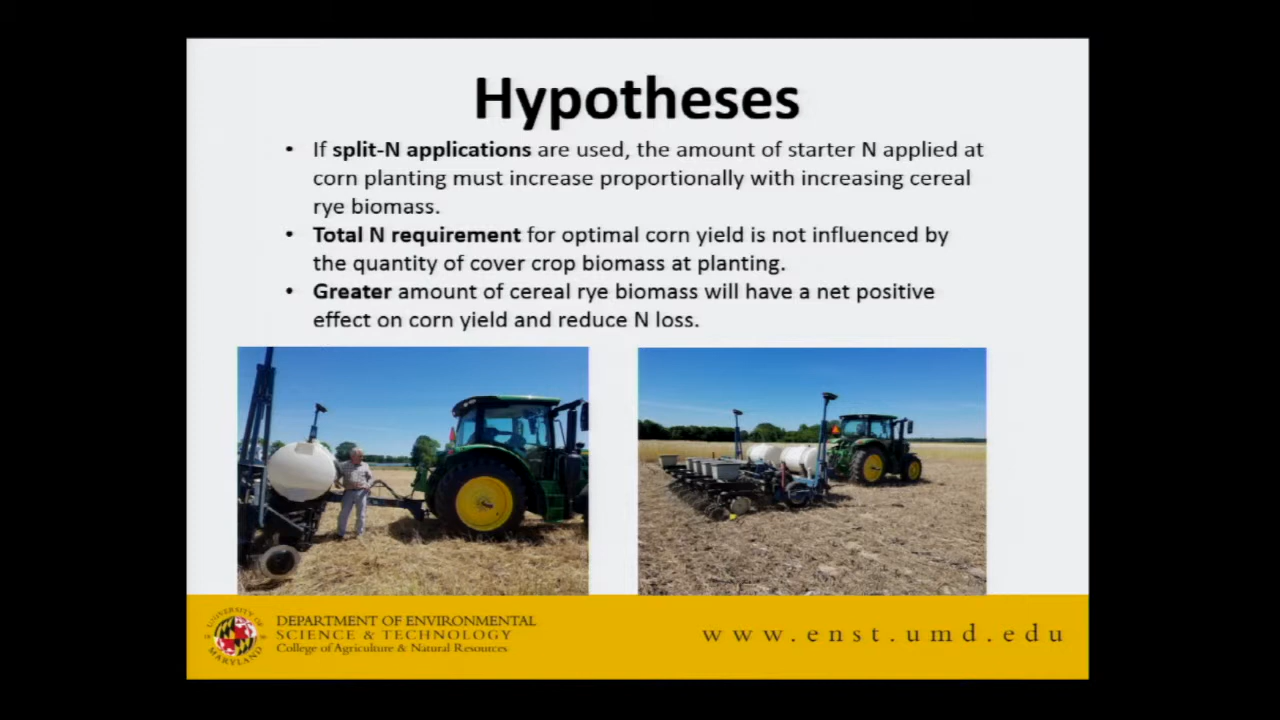 Hypotheses
• If split-N applications are used, the amount of starter N applied at
corn planting must increase proportionally with increasing cereal
rye biomass.
• Total N requirement for optimal corn yield is not influenced by
the quantity of cover crop biomass at planting.
• Greater amount of cereal rye biomass will have a net positive
effect on corn yield and reduce N loss.
UNIVERSITY OF
MARYLAND
DEPARTMENT OF ENVIRONMENTAL
SCIENCE & TECHNOLOGY
College of Agriculture & Natural Resources
www.enst.umd.edu